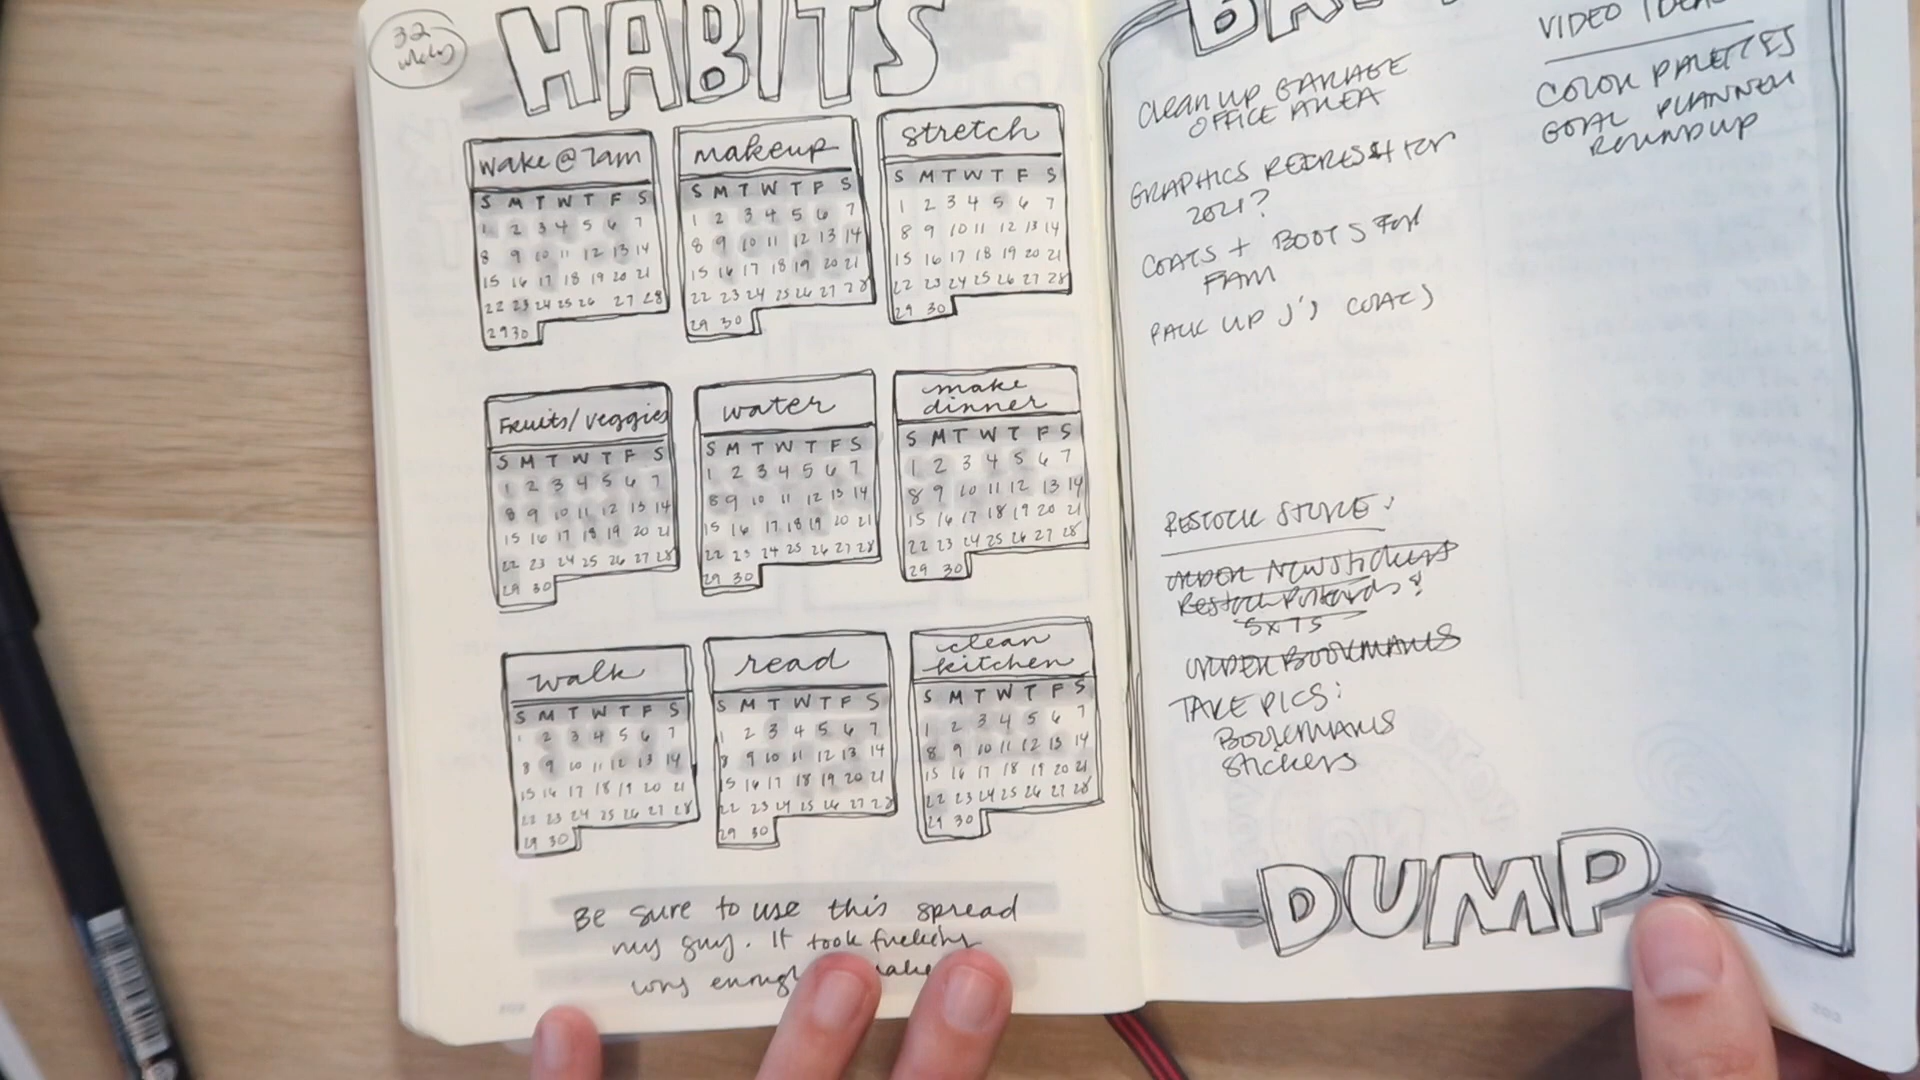 32
HABITS
wake @ 7am
S M T W T F S
1 2 3 4 5 6 7
8 9 10 11 12 13 14
15 16 17 18 19 20 21
22 23 24 25 26 27 28
29 30
makeup
S M T W T F S
1 2 3 4 5 6 7
8 9 10 11 12 13 14
15 16 17 18 19 20 21
22 23 24 25 26 27 28
29 30
stretch
S M T W T F S
1 2 3 4 5 6 7
8 9 10 11 12 13 14
15 16 17 18 19 20 21
22 23 24 25 26 27 28
29 30
Fruits/veggies
S M T W T F S
1 2 3 4 5 6 7
8 9 10 11 12 13 14
15 16 17 18 19 20 21
22 23 24 25 26 27 28
29 30
water
S M T W T F S
1 2 3 4 5 6 7
8 9 10 11 12 13 14
15 16 17 18 19 20 21
22 23 24 25 26 27 28
29 30
make
dinner
S M T W T F S
1 2 3 4 5 6 7
8 9 10 11 12 13 14
15 16 17 18 19 20 21
22 23 24 25 26 27 28
29 30
walk
S M T W T F S
1 2 3 4 5 6 7
8 9 10 11 12 13 14
15 16 17 18 19 20 21
22 23 24 25 26 27 28
29 30
read
S M T W T F S
1 2 3 4 5 6 7
8 9 10 11 12 13 14
15 16 17 18 19 20 21
22 23 24 25 26 27 28
29 30
clean
kitchen
S M T W T F S
1 2 3 4 5 6 7
8 9 10 11 12 13 14
15 16 17 18 19 20 21
22 23 24 25 26 27 28
29 30
Be sure to use this spread
my guy. It took fucking
long enough
clean up GARAGE
OFFICE AREA
GRAPHICS REFRESH FOR
2021?
COATS + BOOTS FOR
FAM
PACK UP J's COATS
RESTOCK STORE:
ORDER New stickers
Restock Postcards!
5x7s
ORDER BOOKMARKS
TAKE PICS:
BOOKMARKS
stickers
VIDEO IDEAS
COLOR PALETTES
GOAL PLANNER
ROUNDUP
DUMP